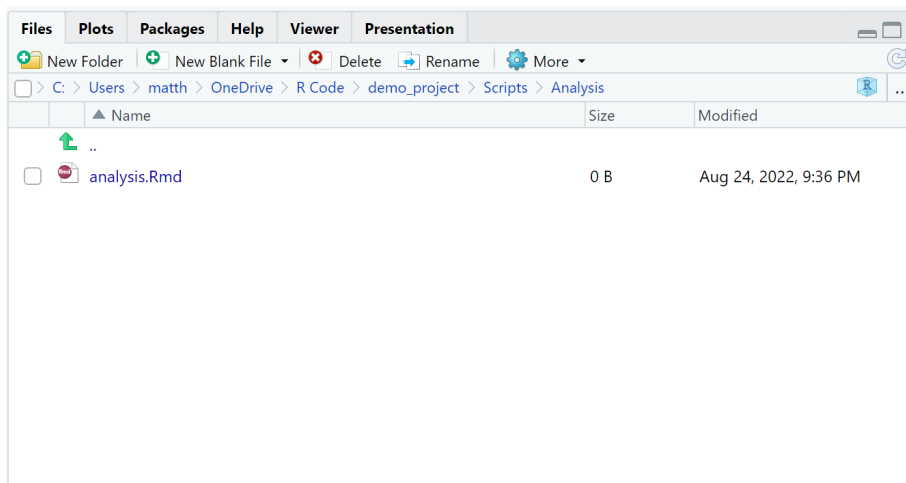 Files Plots Packages Help Viewer Presentation
New Folder New Blank File Delete Rename More
C: > Users > matth > OneDrive > R Code > demo_project > Scripts > Analysis R ..
Name Size Modified
..
Rmd analysis.Rmd 0 B Aug 24, 2022, 9:36 PM